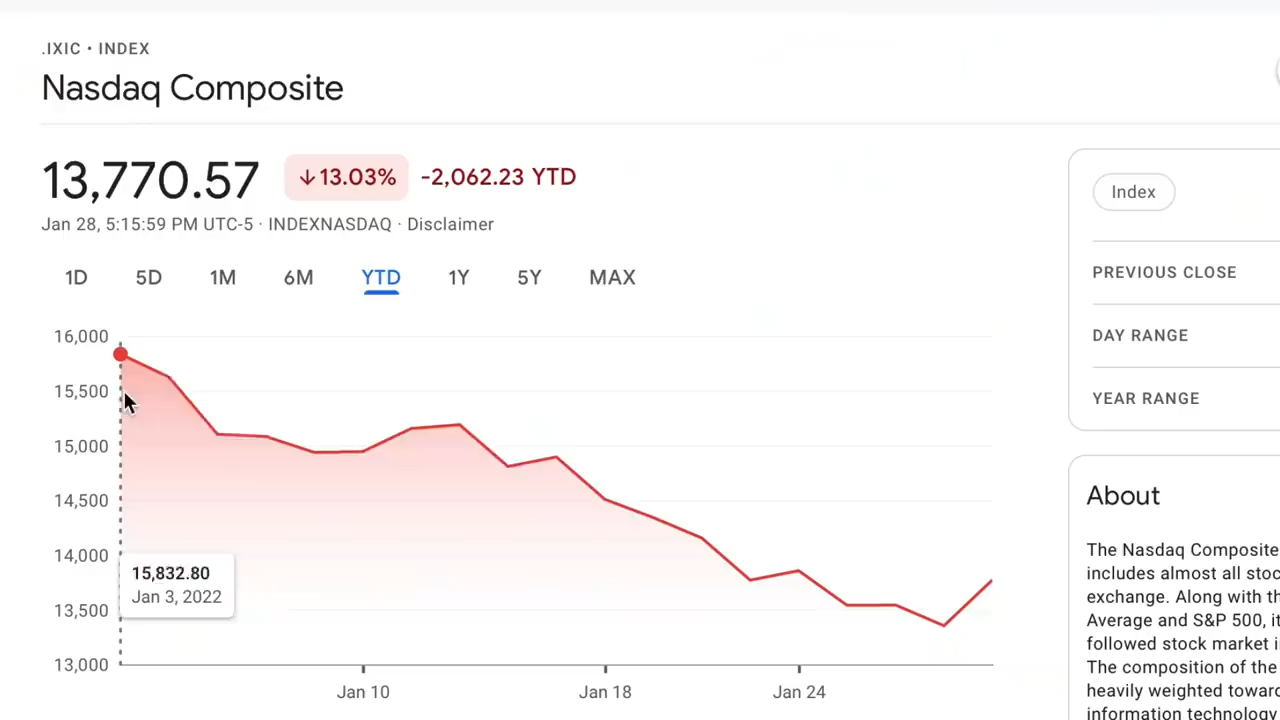 .IXIC • INDEX
Nasdaq Composite
13,770.57 ↓13.03% -2,062.23 YTD
Jan 28, 5:15:59 PM UTC-5 · INDEXNASDAQ · Disclaimer
1D 5D 1M 6M YTD 1Y 5Y MAX
16,000
15,500
15,000
14,500
14,000
13,500
13,000
15,832.80
Jan 3, 2022
Jan 10 Jan 18 Jan 24
Index
PREVIOUS CLOSE
DAY RANGE
YEAR RANGE
About
The Nasdaq Composite
includes almost all stoc
exchange. Along with th
Average and S&P 500, it
followed stock market i
The composition of the
heavily weighted toward
information technology